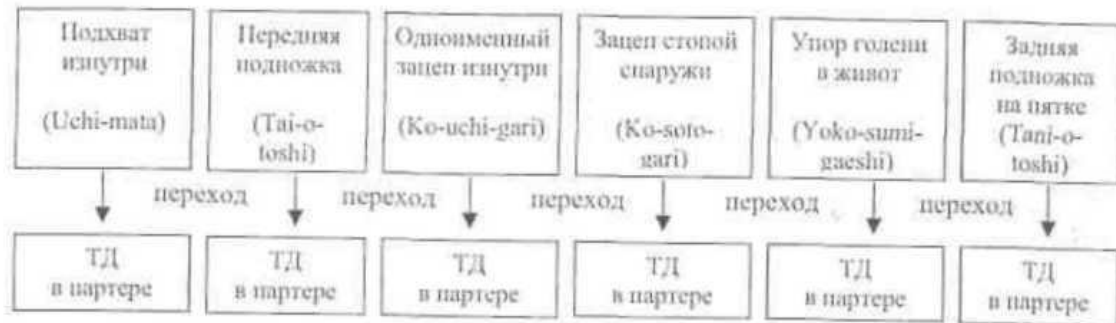 Подхват
изнутри
(Uchi-mata)
Передняя
подножка
(Tai-o-
toshi)
Одноименный
зацеп изнутри
(Ko-uchi-gari)
Зацеп стопой
снаружи
(Ko-soto-
gari)
Упор голени
в живот
(Yoko-sumi-
gaeshi)
Задняя
подножка
на пятке
(Tani-o-
toshi)
переход
переход
переход
переход
переход
ТД
в партере
ТД
в партере
ТД
в партере
ТД
в партере
ТД
в партере
ТД
в партере